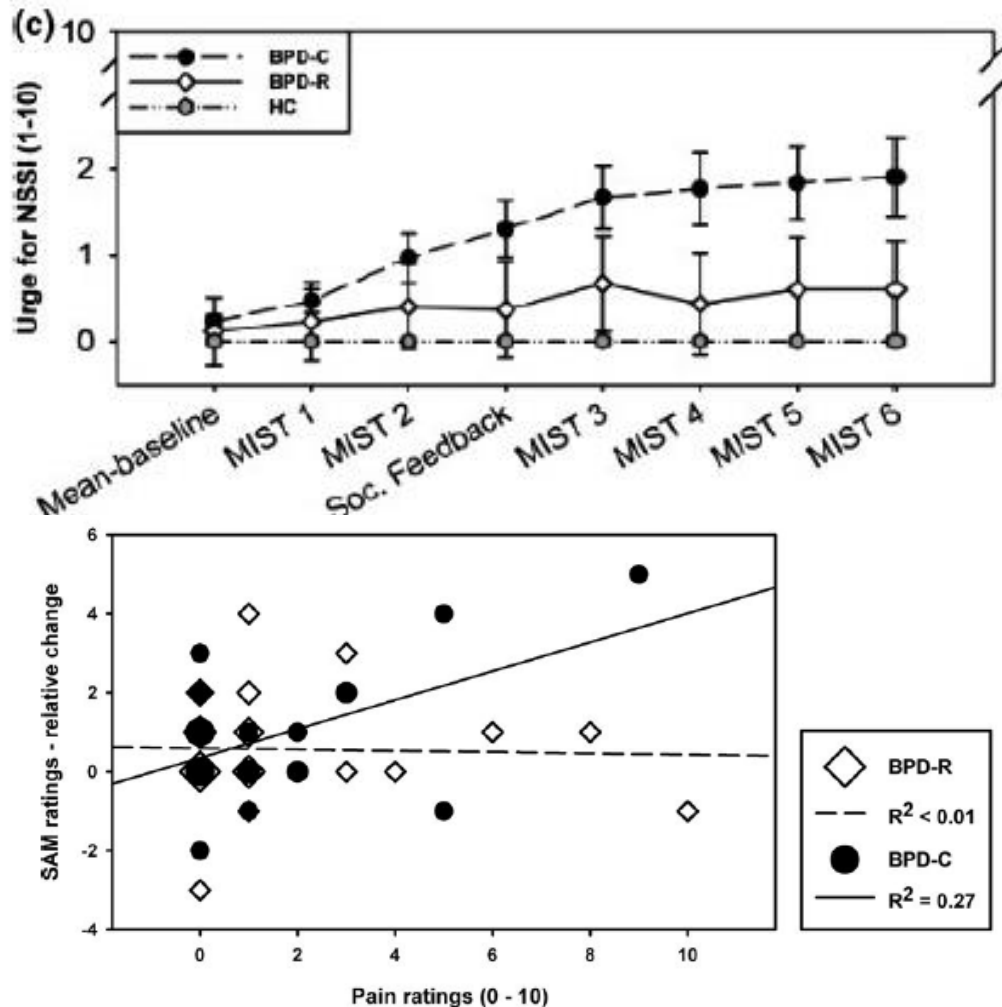 (c)
10
BPD-C
BPD-R
HC
Urge for NSSI (1-10)
2
1
0
Mean-baseline
MIST 1
MIST 2
Soc. Feedback
MIST 3
MIST 4
MIST 5
MIST 6
SAM ratings - relative change
6
4
2
0
-2
-4
0 2 4 6 8 10
Pain ratings (0 - 10)
BPD-R
R² < 0.01
BPD-C
R² = 0.27